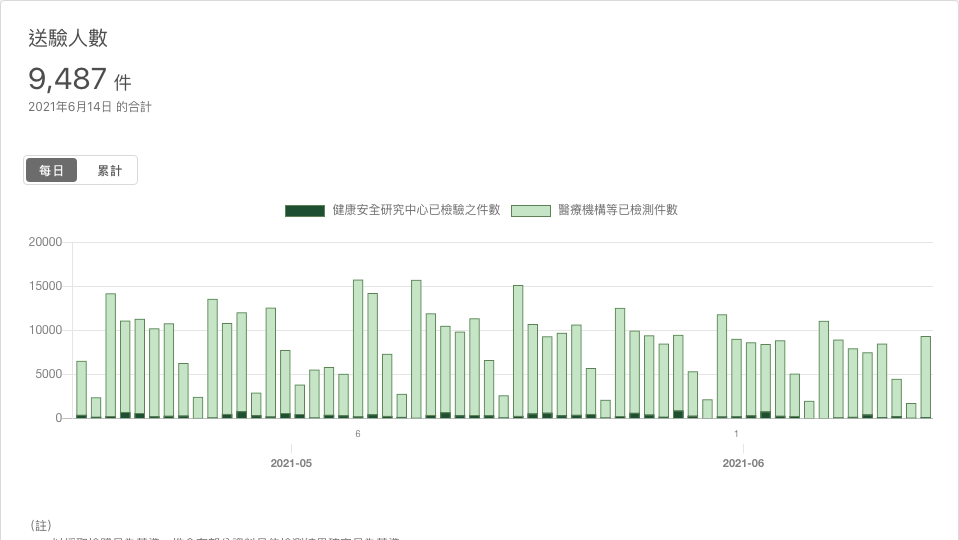 送驗人數
9,487 件
2021年6月14日 的合計
每日 累計
健康安全研究中心已檢驗之件數 醫療機構等已檢測件數
20000
15000
10000
5000
0
6 1
2021-05 2021-06
（註）